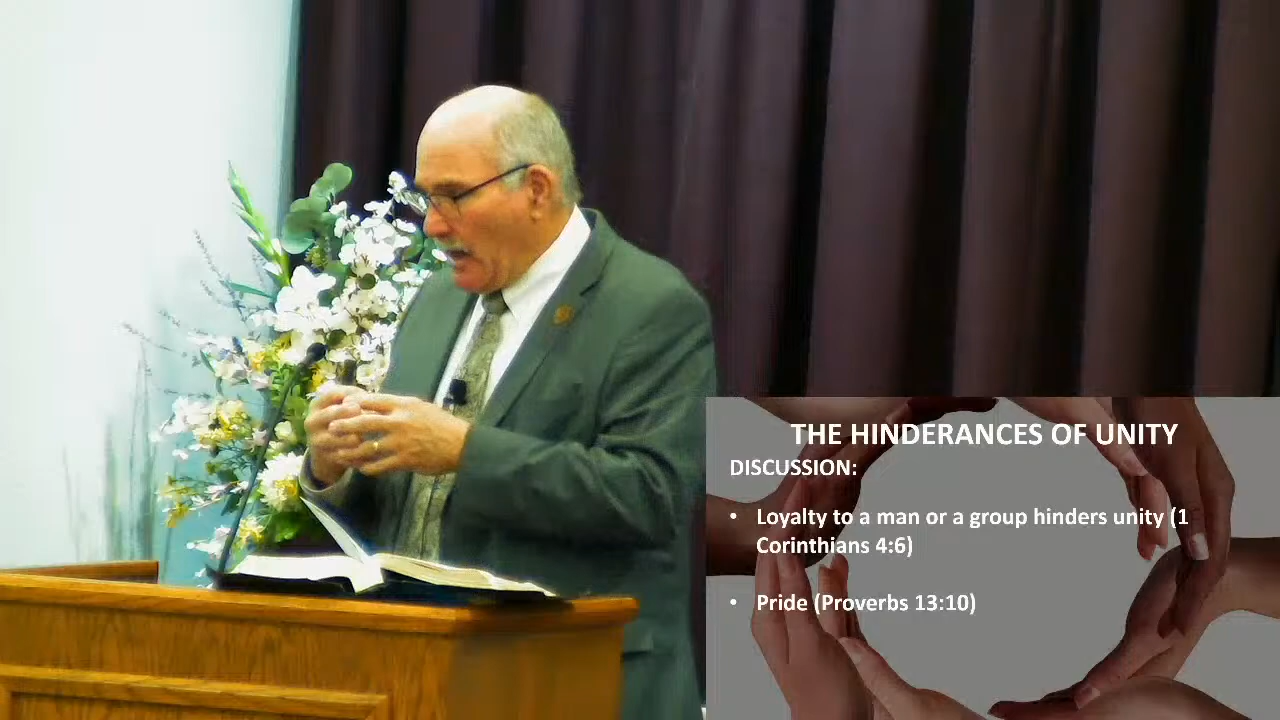 THE HINDERANCES OF UNITY
DISCUSSION:
• Loyalty to a man or a group hinders unity (1
Corinthians 4:6)
• Pride (Proverbs 13:10)